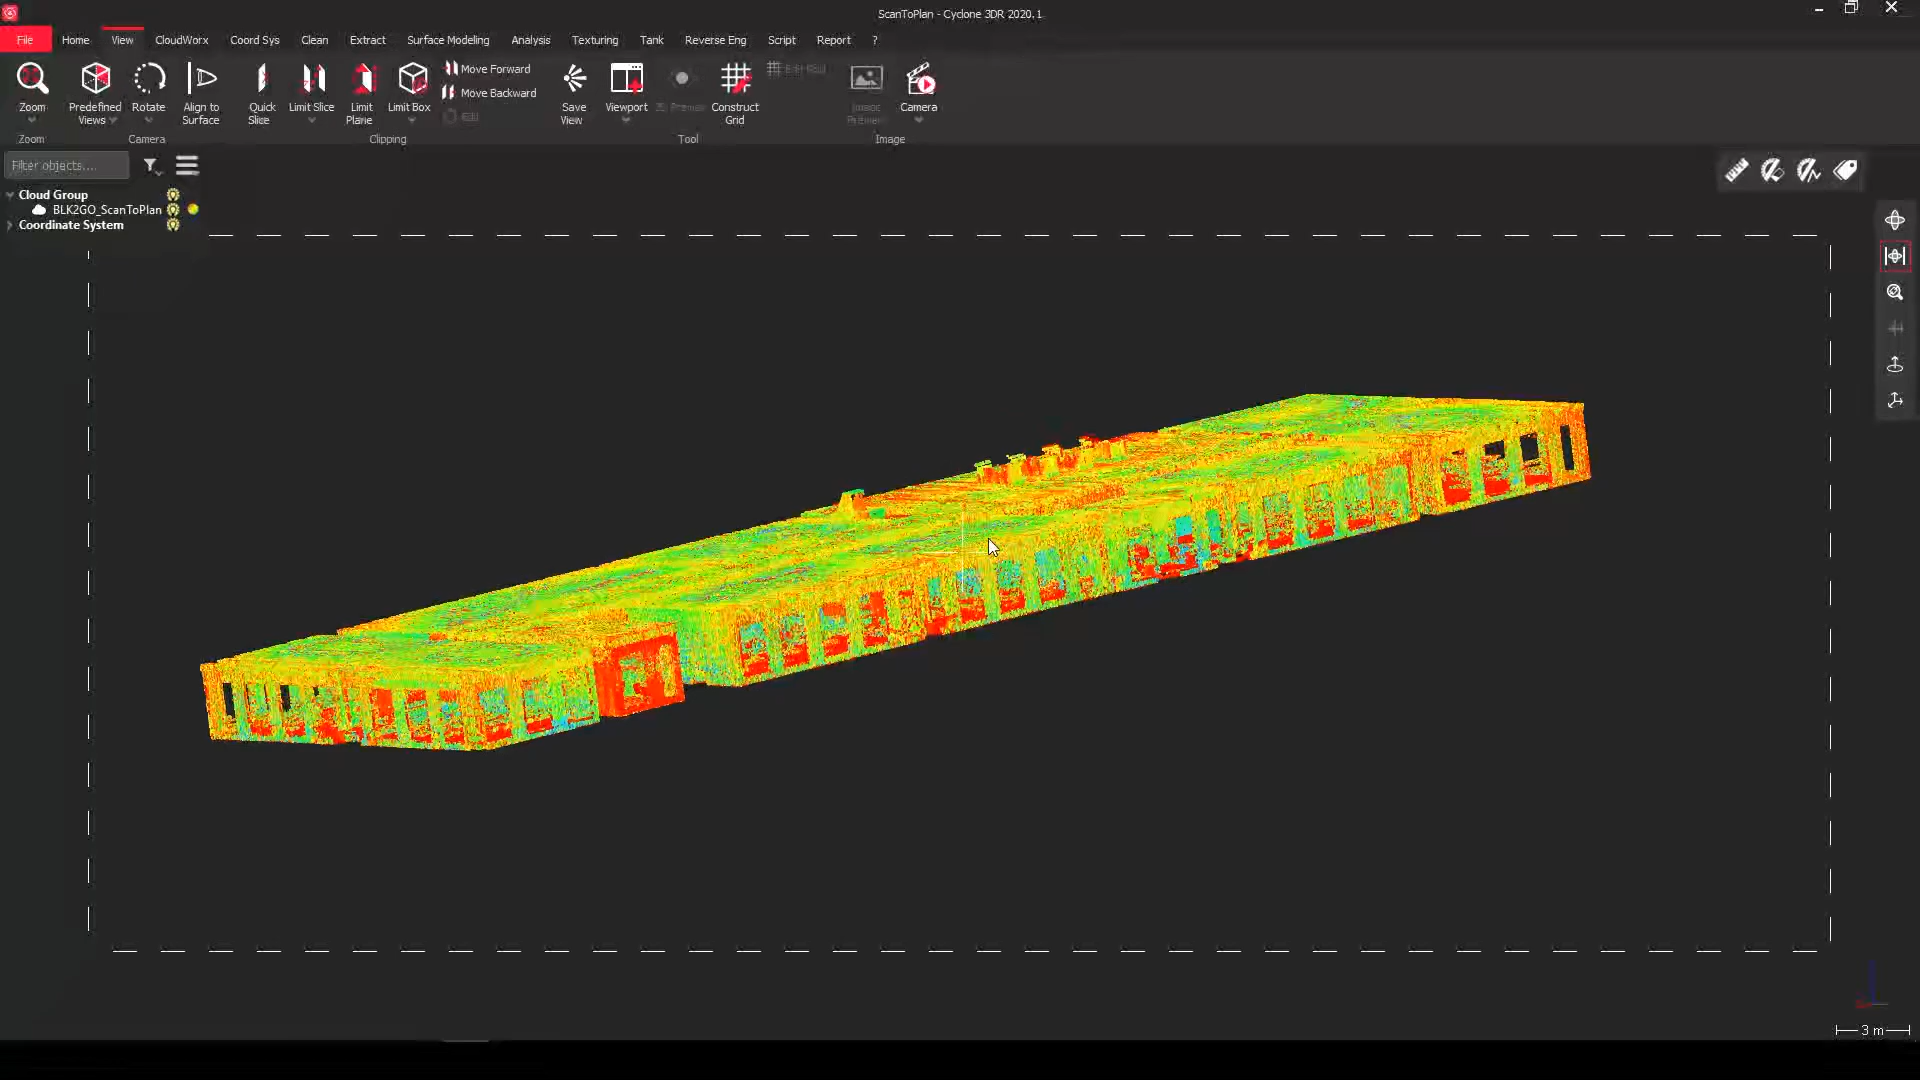 ScanToPlan - Cyclone 3DR 2020.1
File Home View CloudWorx Coord Sys Clean Extract Surface Modeling Analysis Texturing Tank Reverse Eng Script Report ?
Zoom
Predefined Views
Rotate
Align to Surface
Quick Slice
Limit Slice
Limit Plane
Limit Box
Move Forward
Move Backward
Edit
Save View
Viewport
Construct Grid
Image Preview
Camera
Zoom Camera Clipping Tool Image
Filter objects....
Cloud Group
BLK2GO_ScanToPlan
Coordinate System
3 m